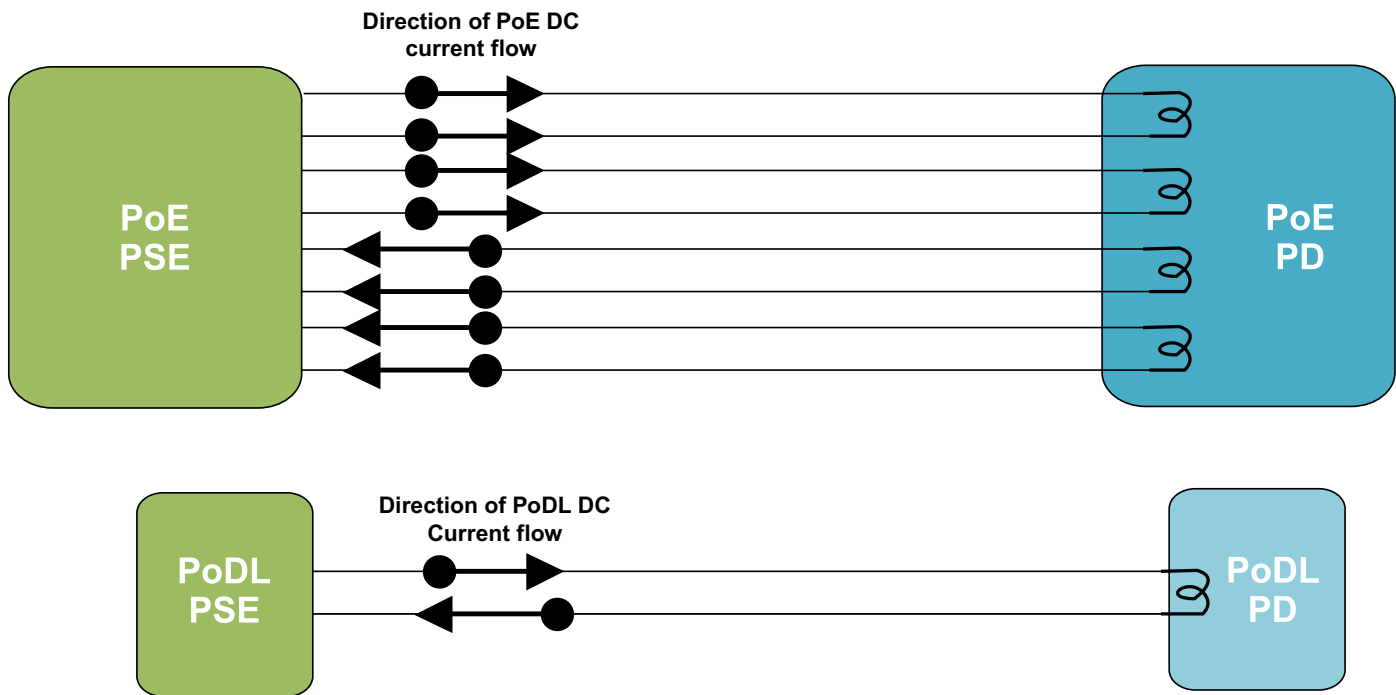 Direction of PoE DC
current flow
PoE
PSE
PoE
PD
Direction of PoDL DC
Current flow
PoDL
PSE
PoDL
PD